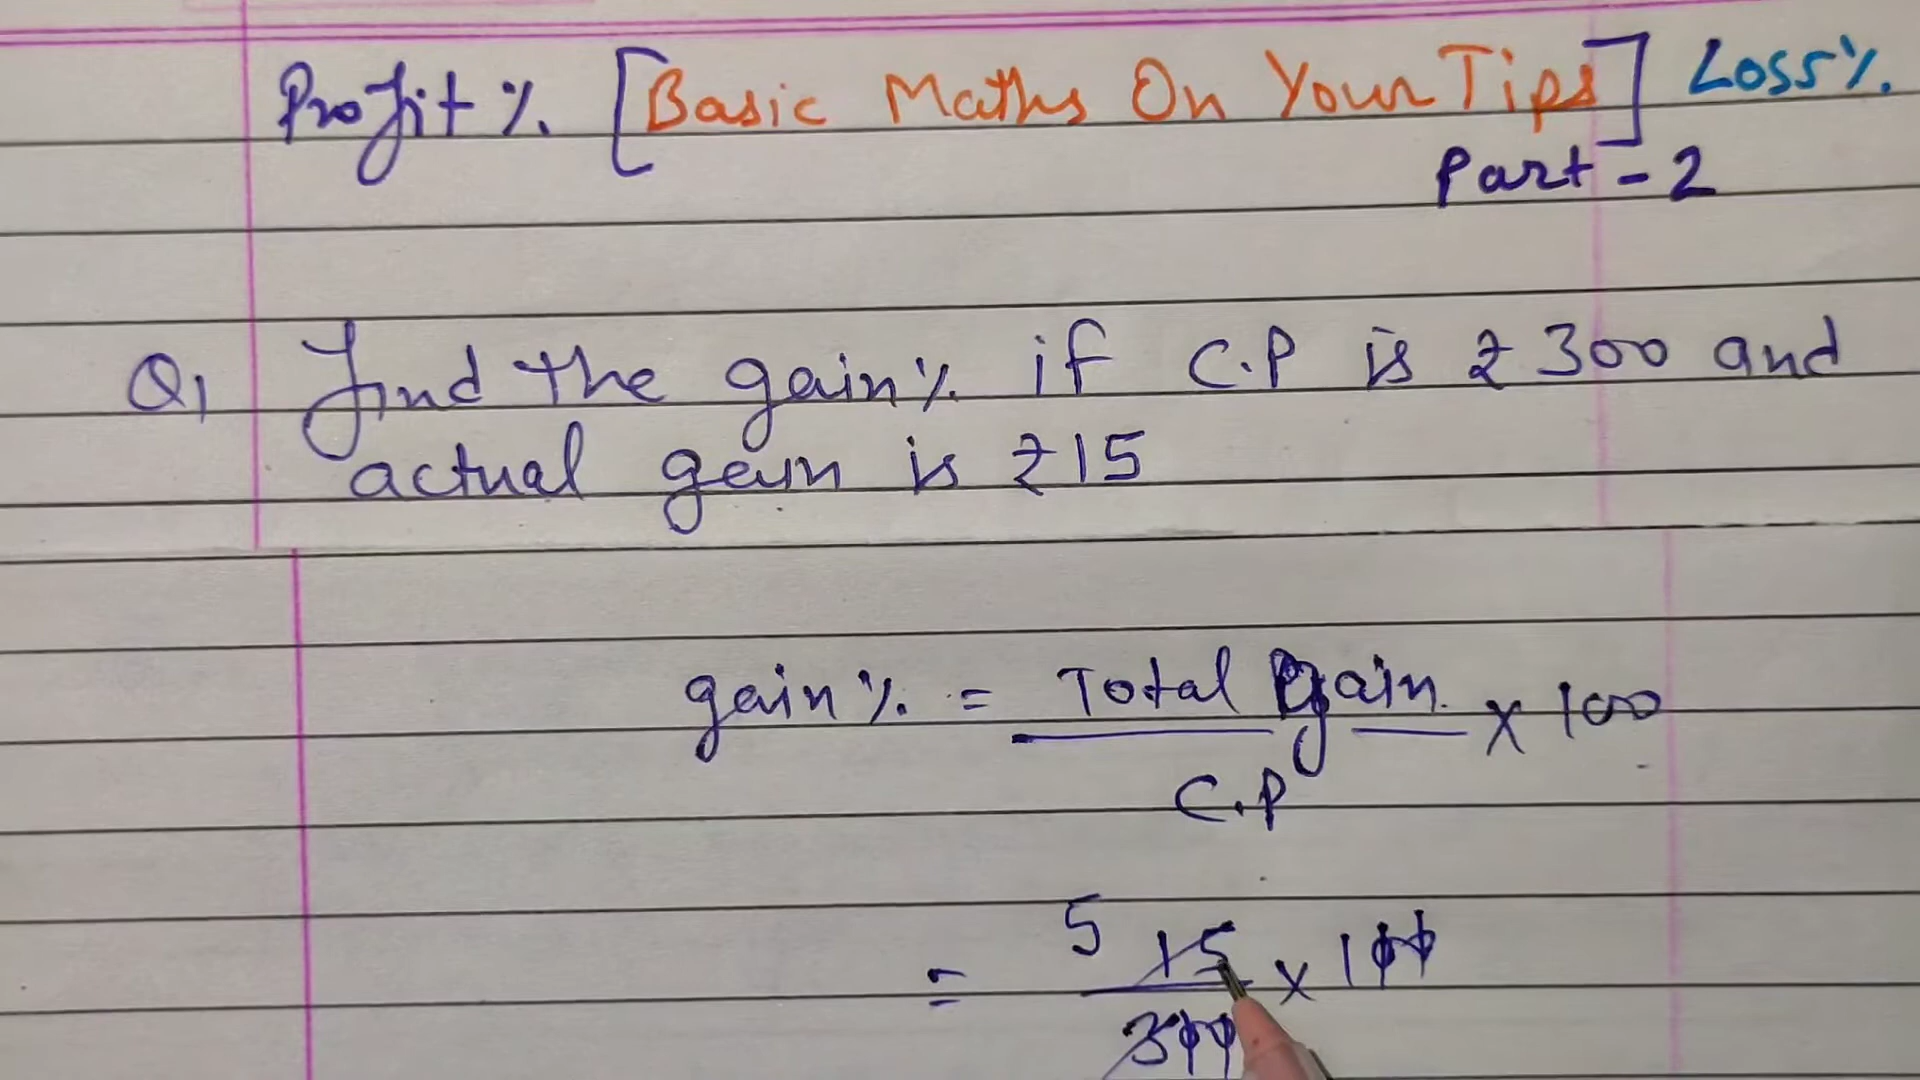 Profit % [Basic Maths On Your Tips] Loss %.
Part - 2
Q1 find the gain % if C.P is ₹ 300 and
actual gain is ₹15
gain % = Total gain × 100
C.P
5
= 15 × 100
300